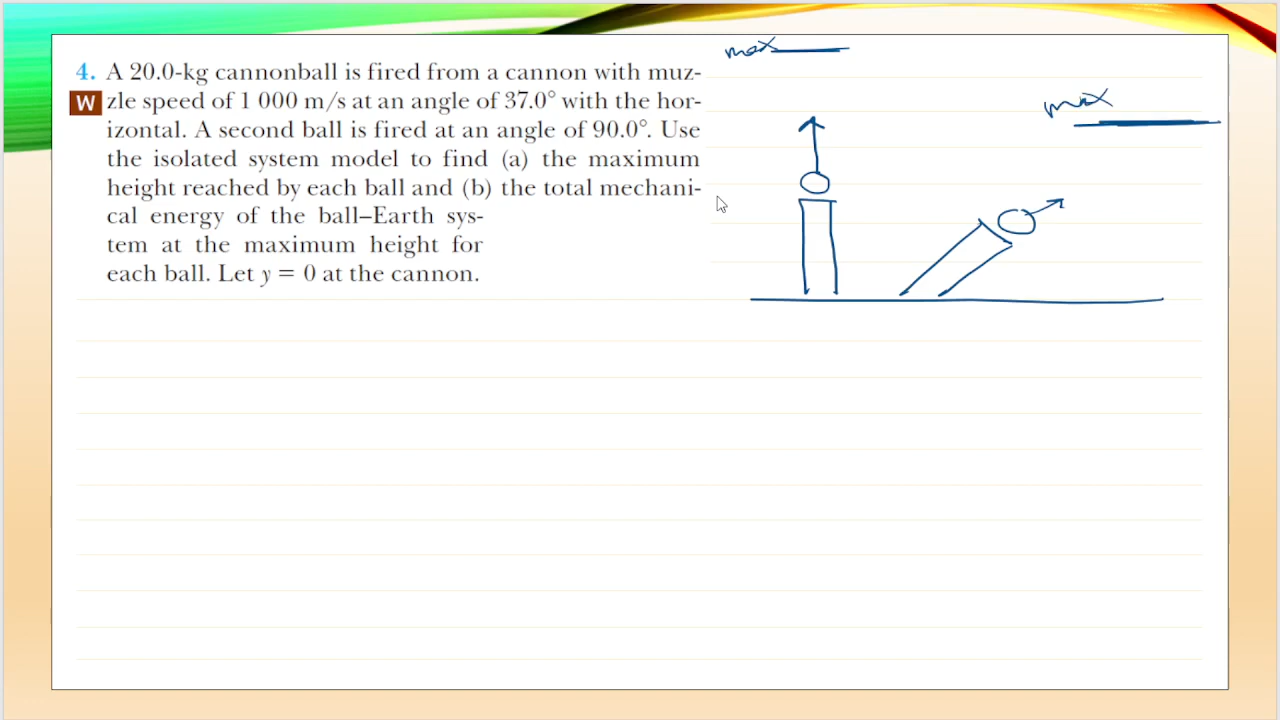 4. A 20.0-kg cannonball is fired from a cannon with muz-
W zle speed of 1 000 m/s at an angle of 37.0° with the hor-
izontal. A second ball is fired at an angle of 90.0°. Use
the isolated system model to find (a) the maximum
height reached by each ball and (b) the total mechani-
cal energy of the ball–Earth sys-
tem at the maximum height for
each ball. Let y = 0 at the cannon.
max
max